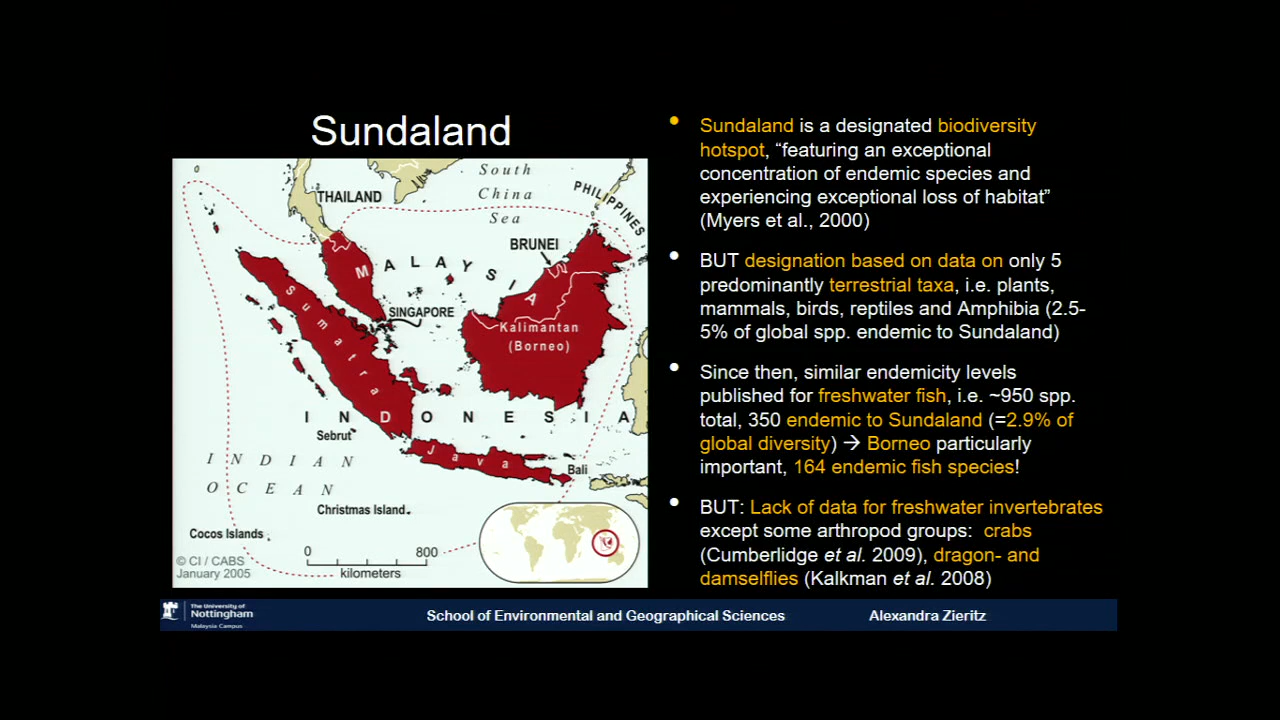 Sundaland
South
China
Sea
PHILIPPINES
THAILAND
BRUNEI
MALAYSIA
SINGAPORE
Sumatra
Kalimantan
(Borneo)
INDONESIA
Sebrut
Java
INDIAN
OCEAN
Bali
Christmas Island
Cocos Islands
0 800
kilometers
© CI / CABS
January 2005
• Sundaland is a designated biodiversity
hotspot, “featuring an exceptional
concentration of endemic species and
experiencing exceptional loss of habitat”
(Myers et al., 2000)
• BUT designation based on data on only 5
predominantly terrestrial taxa, i.e. plants,
mammals, birds, reptiles and Amphibia (2.5-
5% of global spp. endemic to Sundaland)
• Since then, similar endemicity levels
published for freshwater fish, i.e. ~950 spp.
total, 350 endemic to Sundaland (=2.9% of
global diversity) → Borneo particularly
important, 164 endemic fish species!
• BUT: Lack of data for freshwater invertebrates
except some arthropod groups: crabs
(Cumberlidge et al. 2009), dragon- and
damselflies (Kalkman et al. 2008)
The University of
Nottingham
Malaysia Campus
School of Environmental and Geographical Sciences
Alexandra Zieritz